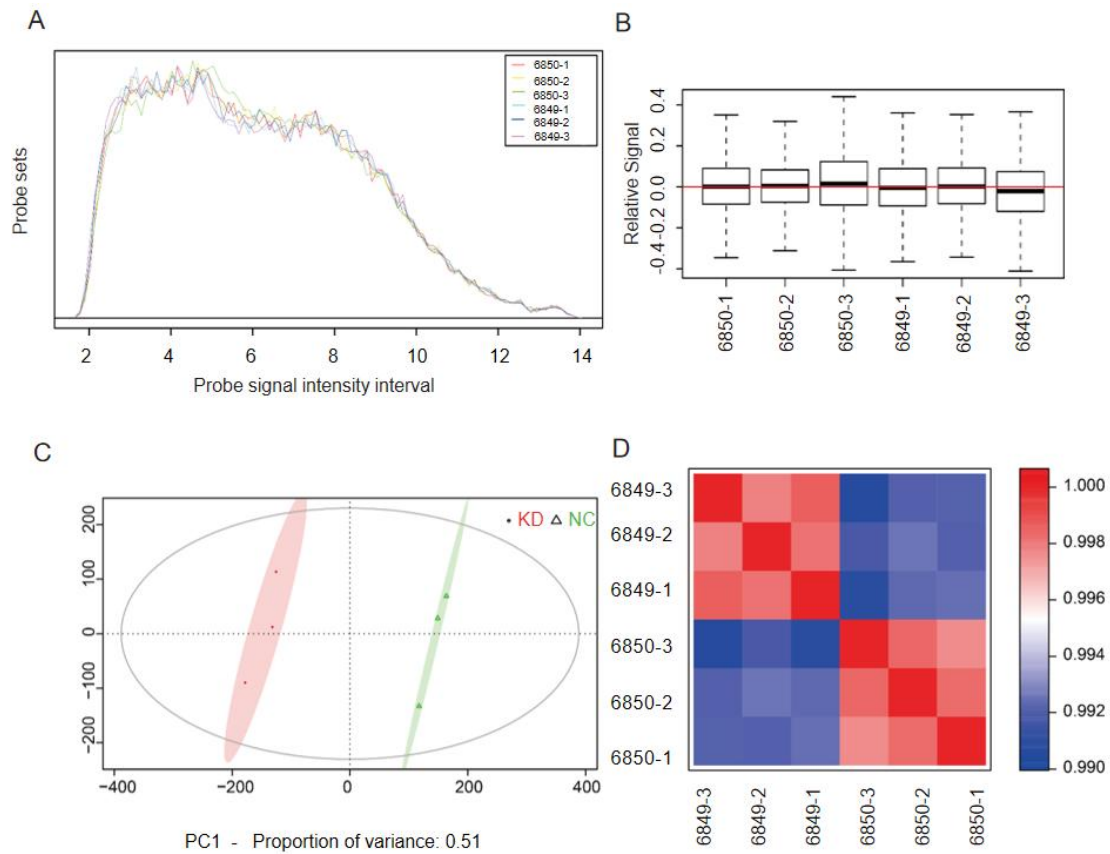 A
Probe sets
6850-1
6850-2
6850-3
6849-1
6849-2
6849-3
2 4 6 8 10 12 14
Probe signal intensity interval
B
Relative Signal
0.4
0.2
0.0
-0.2
-0.4
6850-1 6850-2 6850-3 6849-1 6849-2 6849-3
C
KD NC
200
100
0
-100
-200
-400 -200 0 200 400
PC1 - Proportion of variance: 0.51
D
6849-3
6849-2
6849-1
6850-3
6850-2
6850-1
6849-3 6849-2 6849-1 6850-3 6850-2 6850-1
1.000
0.998
0.996
0.994
0.992
0.990